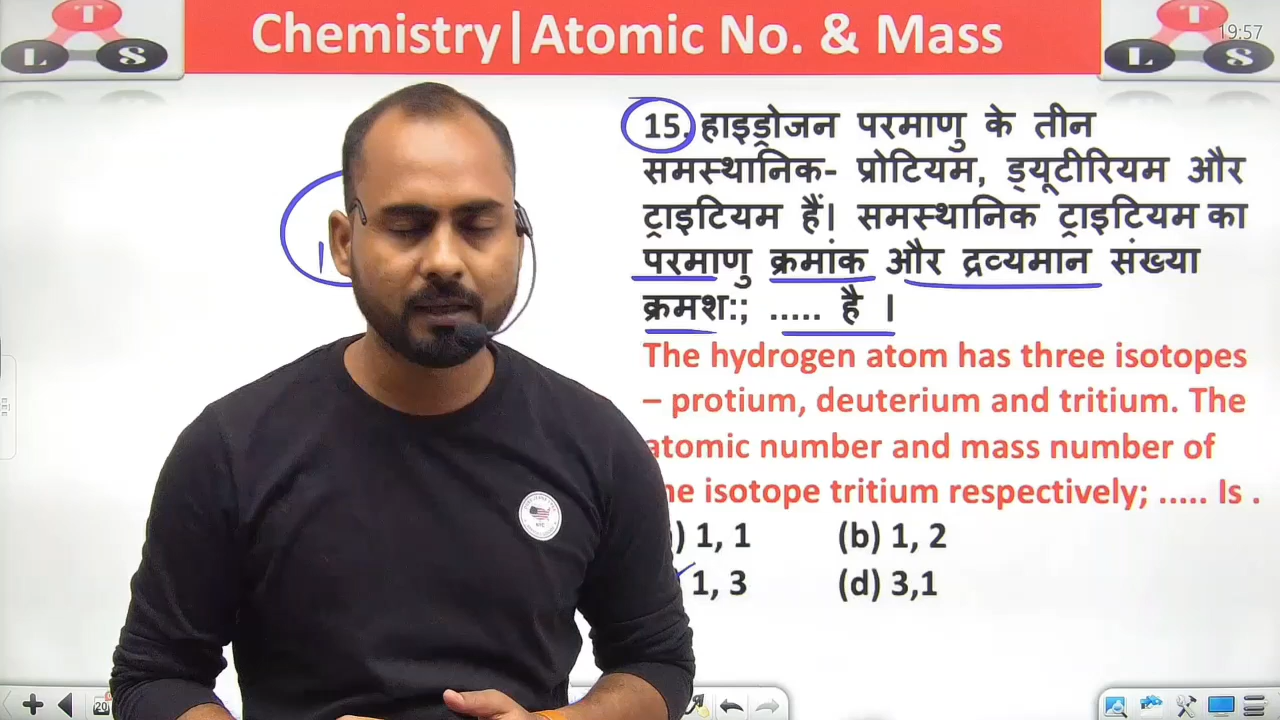 Chemistry|Atomic No. & Mass
T
L S
T
L S
19:57
15. हाइड्रोजन परमाणु के तीन
समस्थानिक- प्रोटियम, ड्यूटीरियम और
ट्राइटियम हैं। समस्थानिक ट्राइटियम का
परमाणु क्रमांक और द्रव्यमान संख्या
क्रमश:; ..... है ।
The hydrogen atom has three isotopes
– protium, deuterium and tritium. The
atomic number and mass number of
isotope tritium respectively; ..... Is .
) 1, 1 (b) 1, 2
1, 3 (d) 3,1